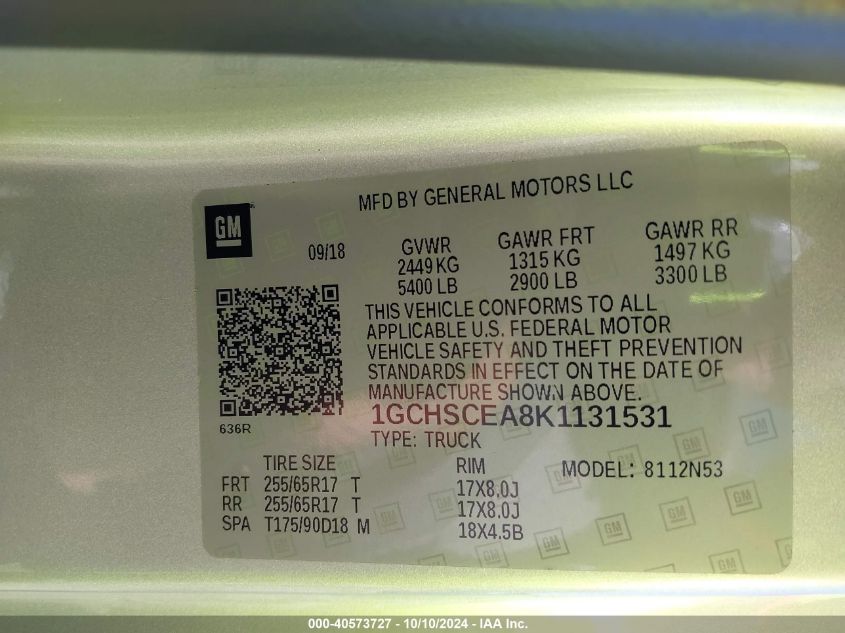 MFD BY GENERAL MOTORS LLC
GM
09/18
GVWR GAWR FRT GAWR RR
2449 KG 1315 KG 1497 KG
5400 LB 2900 LB 3300 LB
THIS VEHICLE CONFORMS TO ALL
APPLICABLE U.S. FEDERAL MOTOR
VEHICLE SAFETY AND THEFT PREVENTION
STANDARDS IN EFFECT ON THE DATE OF
MANUFACTURE SHOWN ABOVE.
636R
1GCHSCEA8K1131531
TYPE: TRUCK
TIRE SIZE RIM MODEL: 8112N53
FRT 255/65R17 T 17X8.0J
RR 255/65R17 T 17X8.0J
SPA T175/90D18 M 18X4.5B
000-40573727 - 10/10/2024 - IAA Inc.